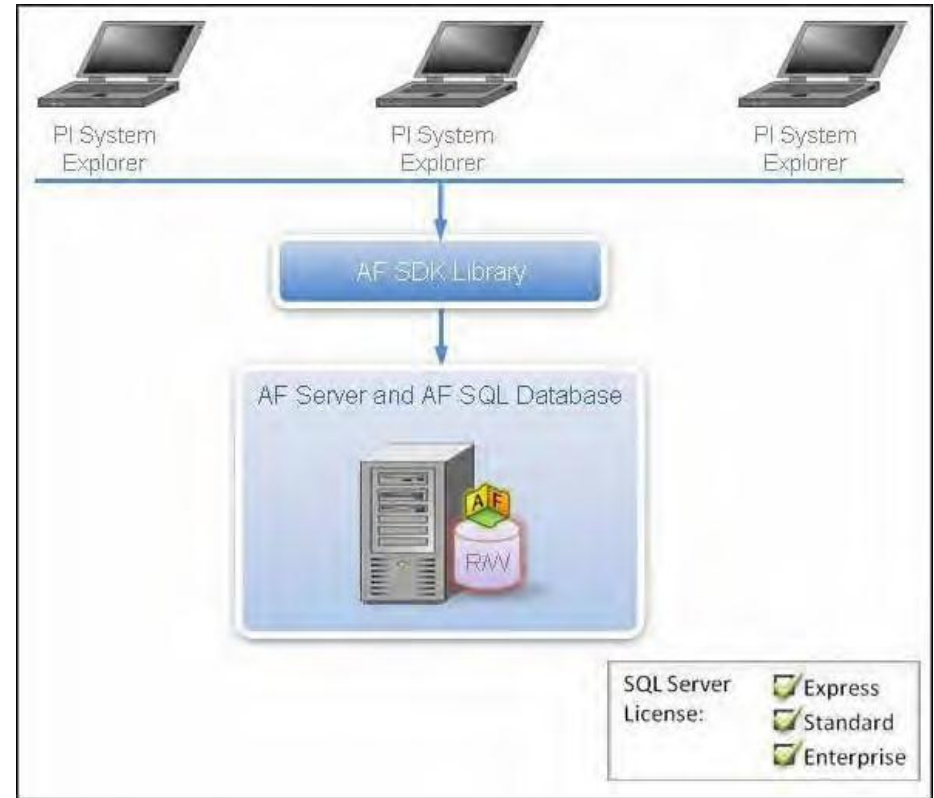 PI System
Explorer
PI System
Explorer
PI System
Explorer
AF SDK Library
AF Server and AF SQL Database
AF
R/W
SQL Server
License:
Express
Standard
Enterprise